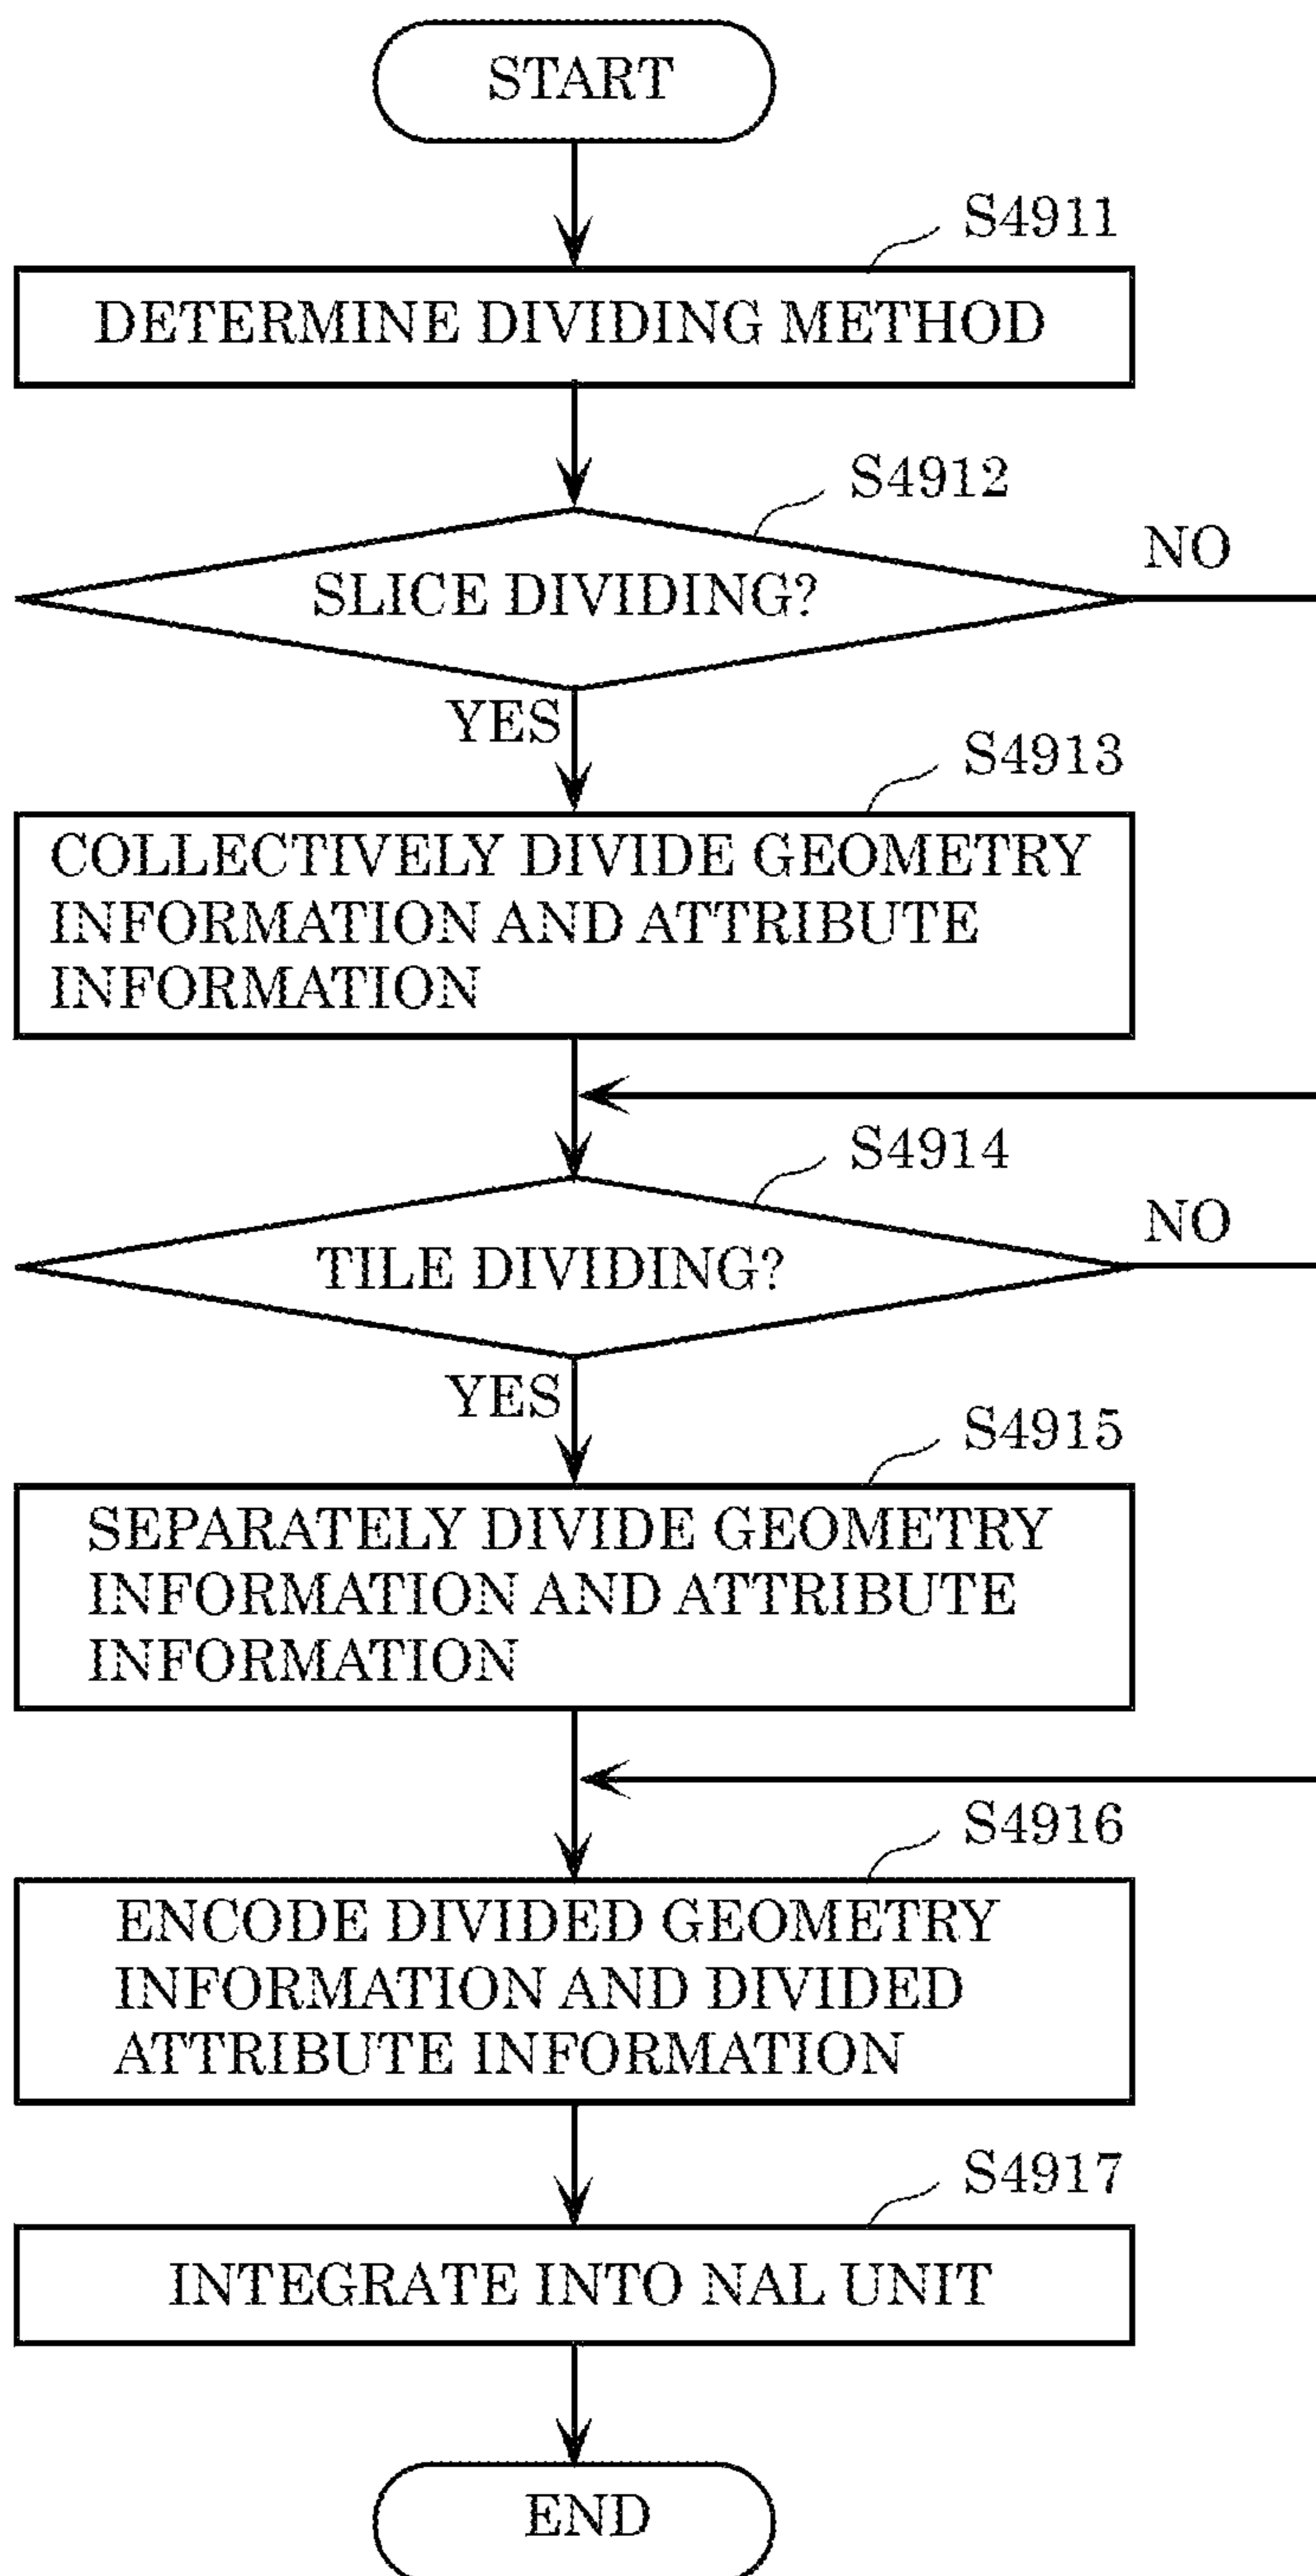 START
S4911
DETERMINE DIVIDING METHOD
S4912
SLICE DIVIDING?
NO
YES
S4913
COLLECTIVELY DIVIDE GEOMETRY
INFORMATION AND ATTRIBUTE
INFORMATION
S4914
TILE DIVIDING?
NO
YES
S4915
SEPARATELY DIVIDE GEOMETRY
INFORMATION AND ATTRIBUTE
INFORMATION
S4916
ENCODE DIVIDED GEOMETRY
INFORMATION AND DIVIDED
ATTRIBUTE INFORMATION
S4917
INTEGRATE INTO NAL UNIT
END